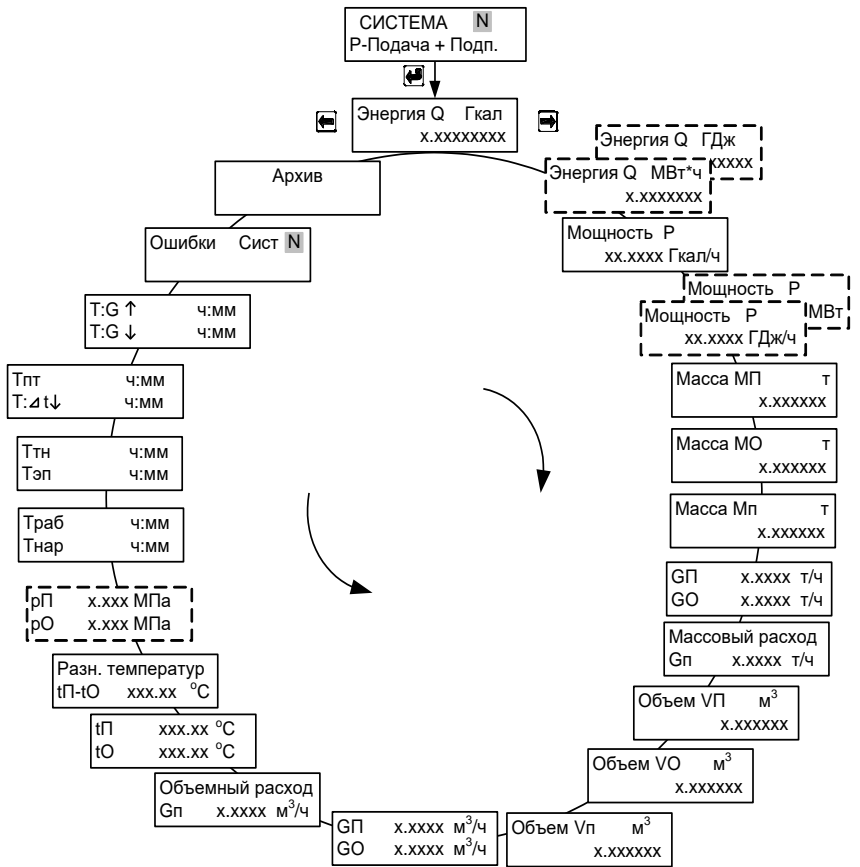 СИСТЕМА N
Р-Подача + Подп.
Энергия Q Гкал
x.xxxxxxxx
Энергия Q ГДж
xxxxx
Энергия Q МВт*ч
x.xxxxxxx
Мощность Р
xx.xxxx Гкал/ч
Мощность Р
МВт
Мощность Р
xx.xxxx ГДж/ч
Масса МП т
x.xxxxxx
Масса МО т
x.xxxxxx
Масса Мп т
x.xxxxxx
GП x.xxxx т/ч
GО x.xxxx т/ч
Массовый расход
Gп x.xxxx т/ч
Объем VП м³
x.xxxxxx
Объем VО м³
x.xxxxxx
Объем Vп м³
x.xxxxxx
GП x.xxxx м³/ч
GО x.xxxx м³/ч
Объемный расход
Gп x.xxxx м³/ч
tП xxx.xx °C
tО xxx.xx °C
Разн. температур
tП-tО xxx.xx °C
рП x.xxx МПа
рО x.xxx МПа
Траб ч:мм
Тнар ч:мм
Ттн ч:мм
Тэп ч:мм
Тпт ч:мм
Т:⊿t↓ ч:мм
T:G ↑ ч:мм
T:G ↓ ч:мм
Ошибки Сист N
Архив